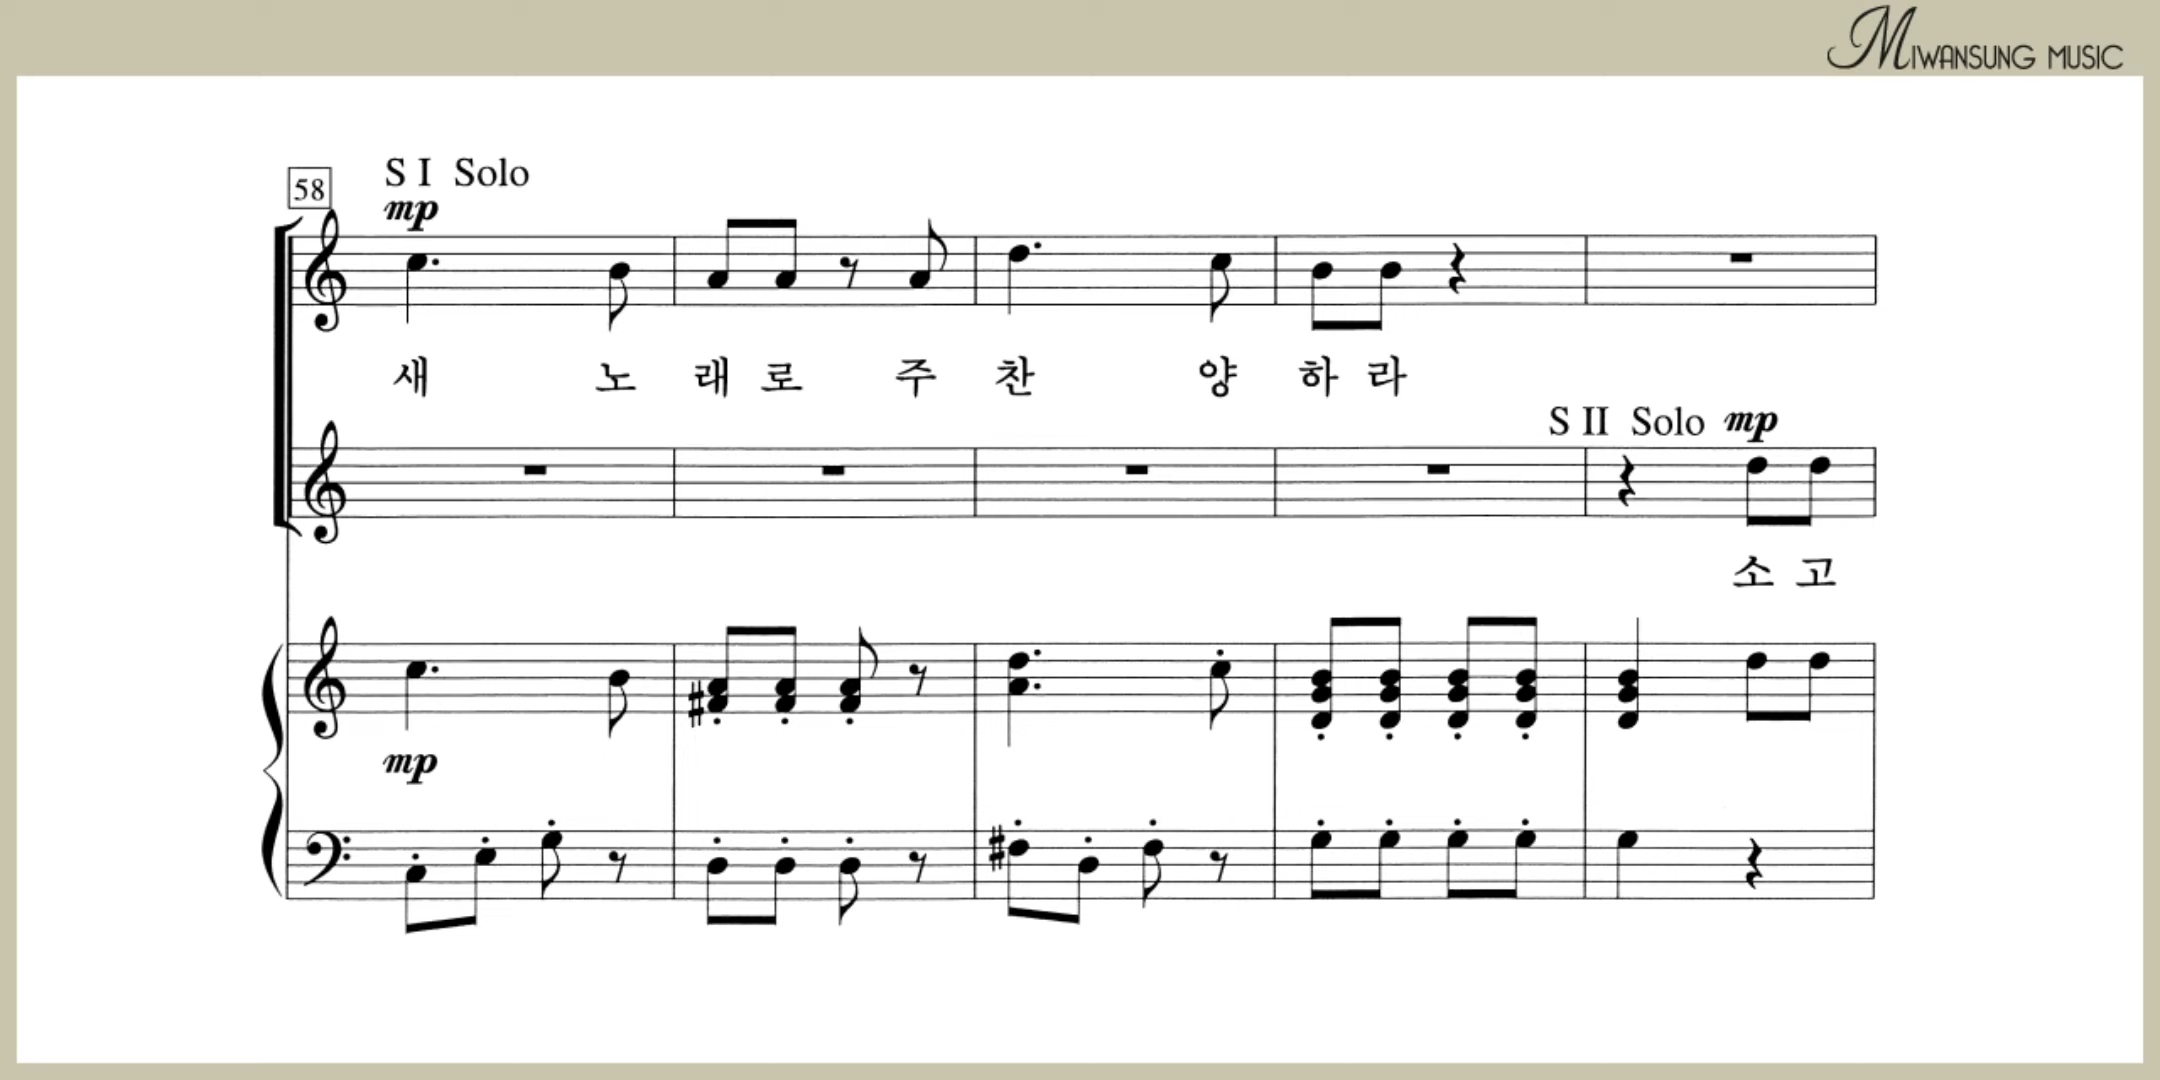 MIWANSUNG MUSIC
58
S I Solo
mp
새 노 래 로 주 찬 양 하 라
S II Solo mp
소 고
mp